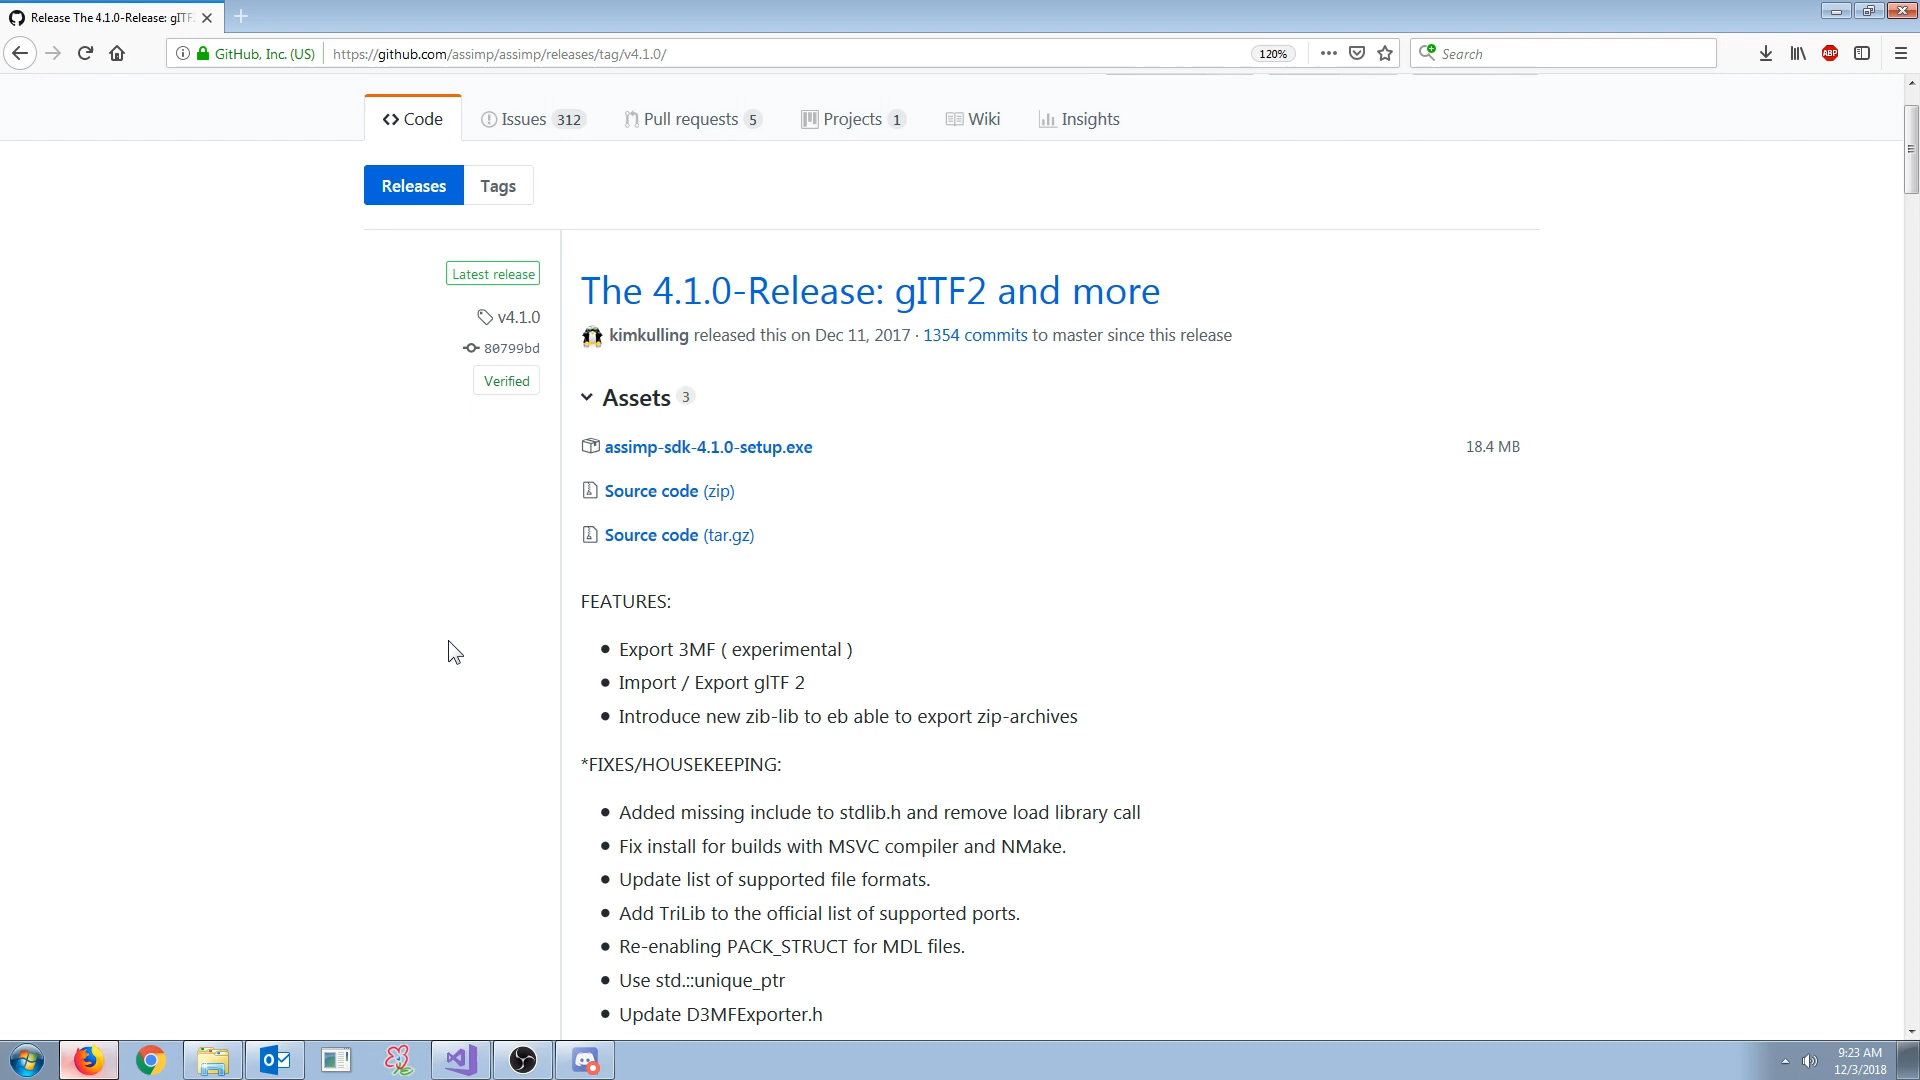 Release The 4.1.0-Release: gITF
GitHub, Inc. (US)
https://github.com/assimp/assimp/releases/tag/v4.1.0/
120%
Search
ABP
Code
Issues 312
Pull requests 5
Projects 1
Wiki
Insights
Releases
Tags
Latest release
v4.1.0
80799bd
Verified
The 4.1.0-Release: gITF2 and more
kimkulling released this on Dec 11, 2017 · 1354 commits to master since this release
Assets 3
assimp-sdk-4.1.0-setup.exe
18.4 MB
Source code (zip)
Source code (tar.gz)
FEATURES:
• Export 3MF ( experimental )
• Import / Export glTF 2
• Introduce new zib-lib to eb able to export zip-archives
*FIXES/HOUSEKEEPING:
• Added missing include to stdlib.h and remove load library call
• Fix install for builds with MSVC compiler and NMake.
• Update list of supported file formats.
• Add TriLib to the official list of supported ports.
• Re-enabling PACK_STRUCT for MDL files.
• Use std.::unique_ptr
• Update D3MFExporter.h
9:23 AM
12/3/2018